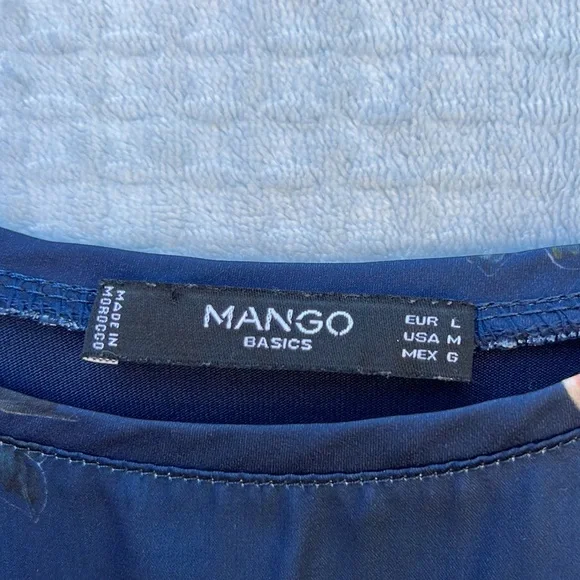 MADE IN
MOROCCO
MANGO
BASICS
EUR L
USA M
MEX G